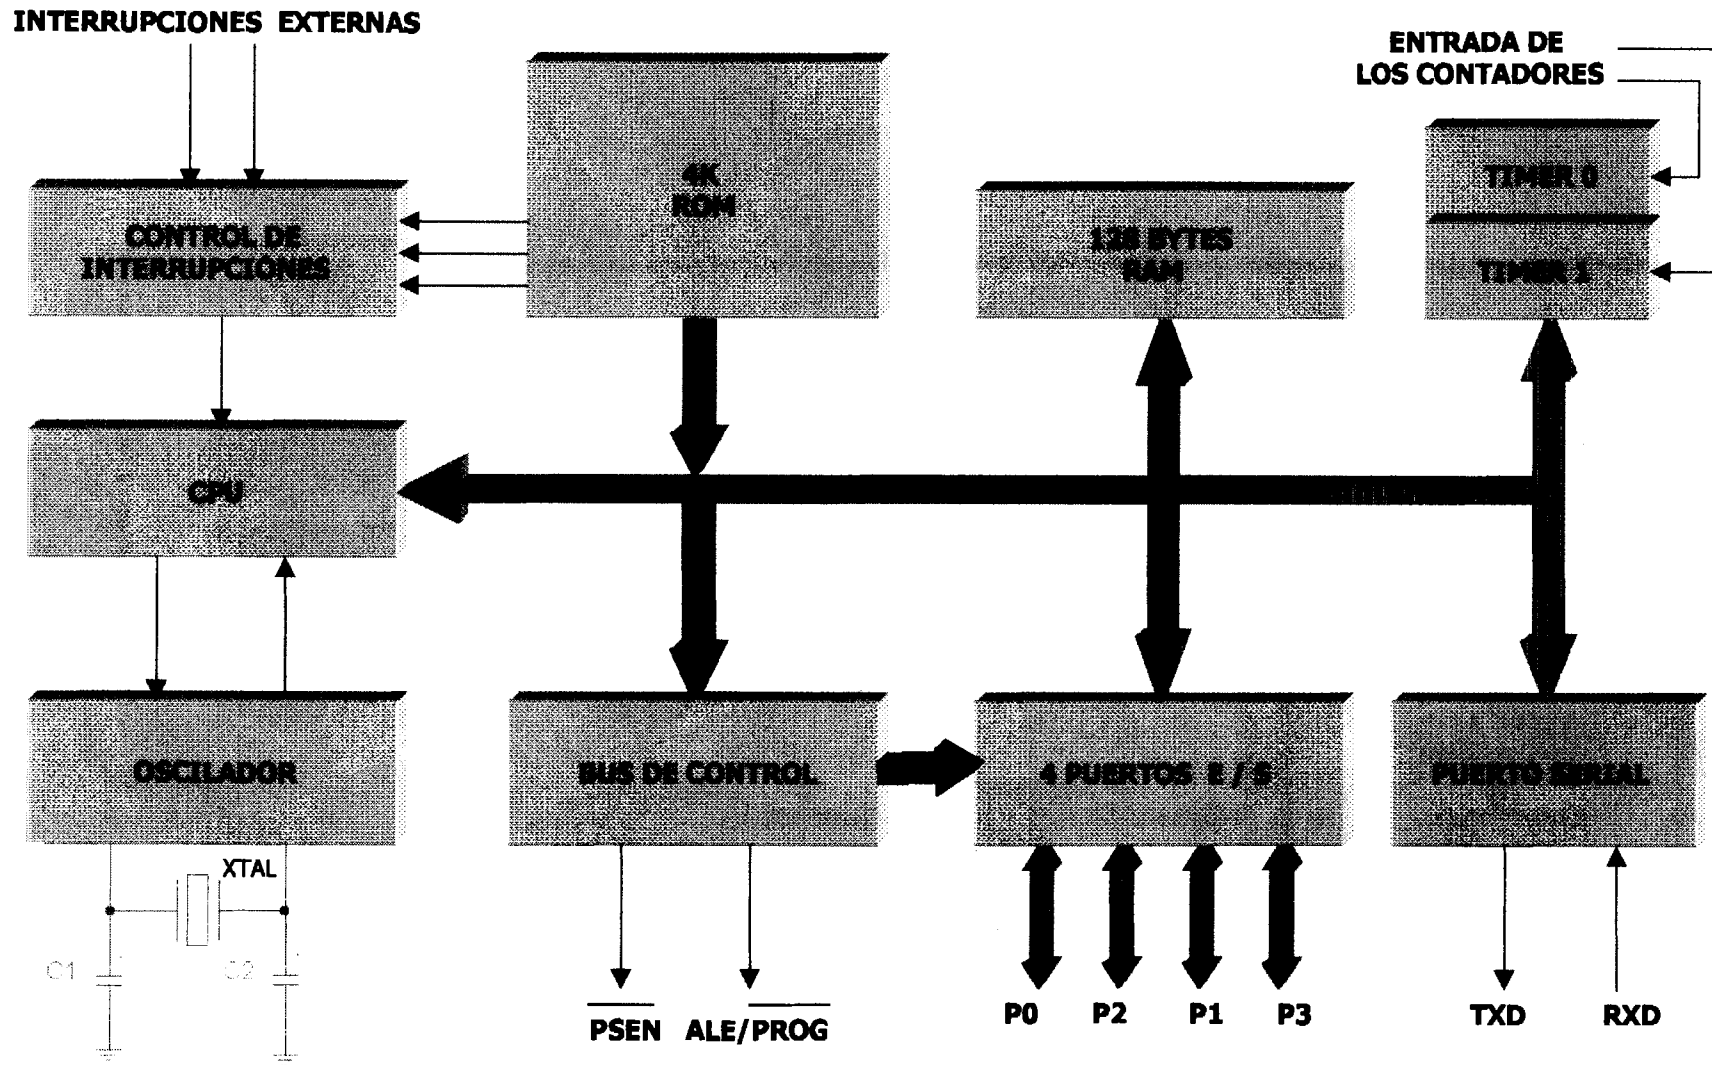 INTERRUPCIONES EXTERNAS
ENTRADA DE
LOS CONTADORES
4K
ROM
TIMER 0
CONTROL DE
INTERRUPCIONES
128 BYTES
RAM
TIMER 1
CPU
OSCILADOR
BUS DE CONTROL
4 PUERTOS E / S
PUERTO SERIAL
XTAL
C1
C2
PSEN
ALE/PROG
P0
P2
P1
P3
TXD
RXD